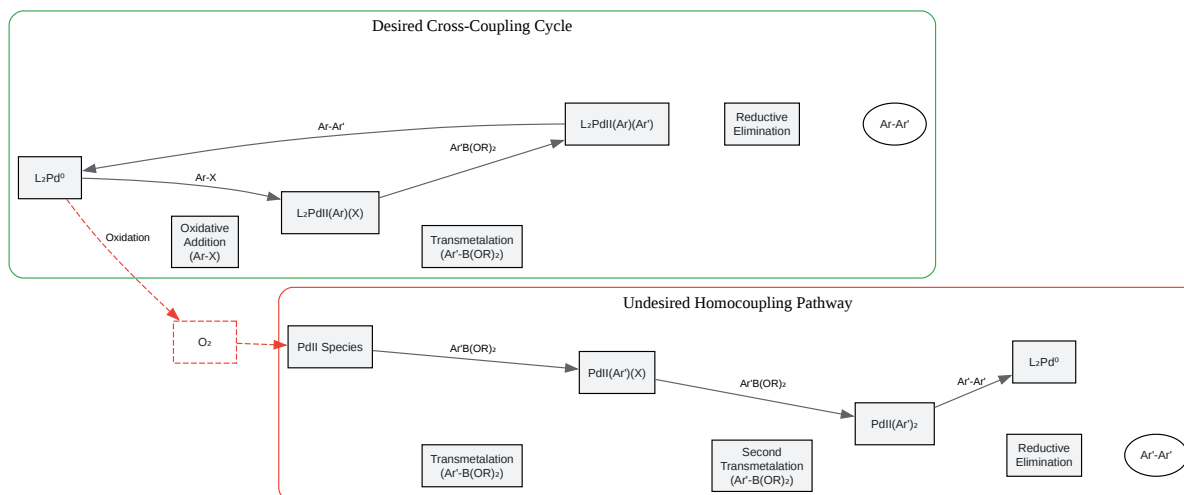 Desired Cross-Coupling Cycle
L₂PdII(Ar)(Ar')
Reductive
Elimination
Ar-Ar'
Ar-Ar'
Ar'B(OR)₂
L₂Pd⁰
Ar-X
L₂PdII(Ar)(X)
Oxidation
Oxidative
Addition
(Ar-X)
Transmetalation
(Ar'-B(OR)₂)
Undesired Homocoupling Pathway
O₂
PdII Species
Ar'B(OR)₂
PdII(Ar')(X)
Ar'B(OR)₂
Ar'-Ar'
L₂Pd⁰
PdII(Ar')₂
Transmetalation
(Ar'-B(OR)₂)
Second
Transmetalation
(Ar'-B(OR)₂)
Reductive
Elimination
Ar'-Ar'